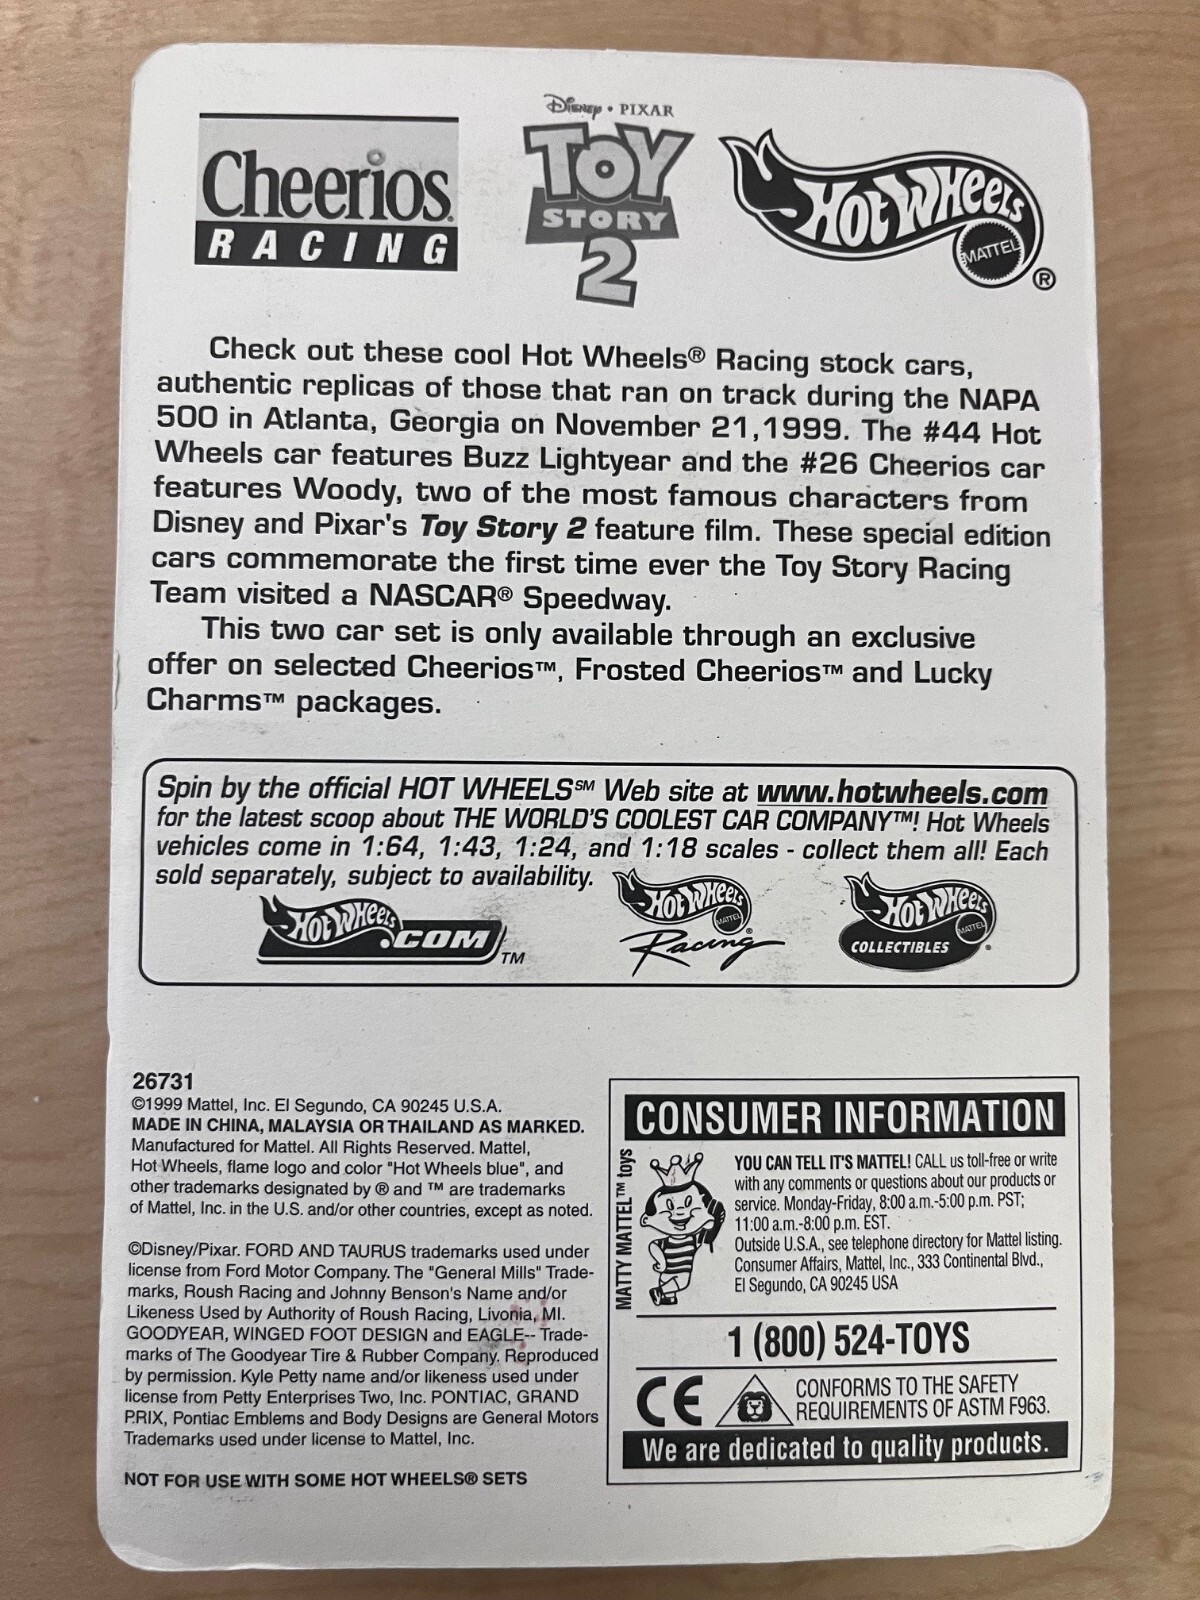 Disney • PIXAR
Cheerios
RACING
TOY
STORY
2
HOT WHEELS
MATTEL
®
Check out these cool Hot Wheels® Racing stock cars,
authentic replicas of those that ran on track during the NAPA
500 in Atlanta, Georgia on November 21,1999. The #44 Hot
Wheels car features Buzz Lightyear and the #26 Cheerios car
features Woody, two of the most famous characters from
Disney and Pixar's Toy Story 2 feature film. These special edition
cars commemorate the first time ever the Toy Story Racing
Team visited a NASCAR® Speedway.
This two car set is only available through an exclusive
offer on selected Cheerios™, Frosted Cheerios™ and Lucky
Charms™ packages.
Spin by the official HOT WHEELS℠ Web site at www.hotwheels.com
for the latest scoop about THE WORLD'S COOLEST CAR COMPANY™! Hot Wheels
vehicles come in 1:64, 1:43, 1:24, and 1:18 scales - collect them all! Each
sold separately, subject to availability.
HOT WHEELS
.COM ™
HOT WHEELS
MATTEL
®
Racing
HOT WHEELS
MATTEL
COLLECTIBLES
26731
©1999 Mattel, Inc. El Segundo, CA 90245 U.S.A.
MADE IN CHINA, MALAYSIA OR THAILAND AS MARKED.
Manufactured for Mattel. All Rights Reserved. Mattel,
Hot Wheels, flame logo and color "Hot Wheels blue", and
other trademarks designated by ® and ™ are trademarks
of Mattel, Inc. in the U.S. and/or other countries, except as noted.
©Disney/Pixar. FORD AND TAURUS trademarks used under
license from Ford Motor Company. The "General Mills" Trade-
marks, Roush Racing and Johnny Benson's Name and/or
Likeness Used by Authority of Roush Racing, Livonia, MI.
GOODYEAR, WINGED FOOT DESIGN and EAGLE-- Trade-
marks of The Goodyear Tire & Rubber Company. Reproduced
by permission. Kyle Petty name and/or likeness used under
license from Petty Enterprises Two, Inc. PONTIAC, GRAND
PRIX, Pontiac Emblems and Body Designs are General Motors
Trademarks used under license to Mattel, Inc.
NOT FOR USE WITH SOME HOT WHEELS® SETS
CONSUMER INFORMATION
MATTY MATTEL™ toys
YOU CAN TELL IT'S MATTEL! CALL us toll-free or write
with any comments or questions about our products or
service. Monday-Friday, 8:00 a.m.-5:00 p.m. PST;
11:00 a.m.-8:00 p.m. EST.
Outside U.S.A., see telephone directory for Mattel listing.
Consumer Affairs, Mattel, Inc., 333 Continental Blvd.,
El Segundo, CA 90245 USA
1 (800) 524-TOYS
CE
CONFORMS TO THE SAFETY
REQUIREMENTS OF ASTM F963.
We are dedicated to quality products.